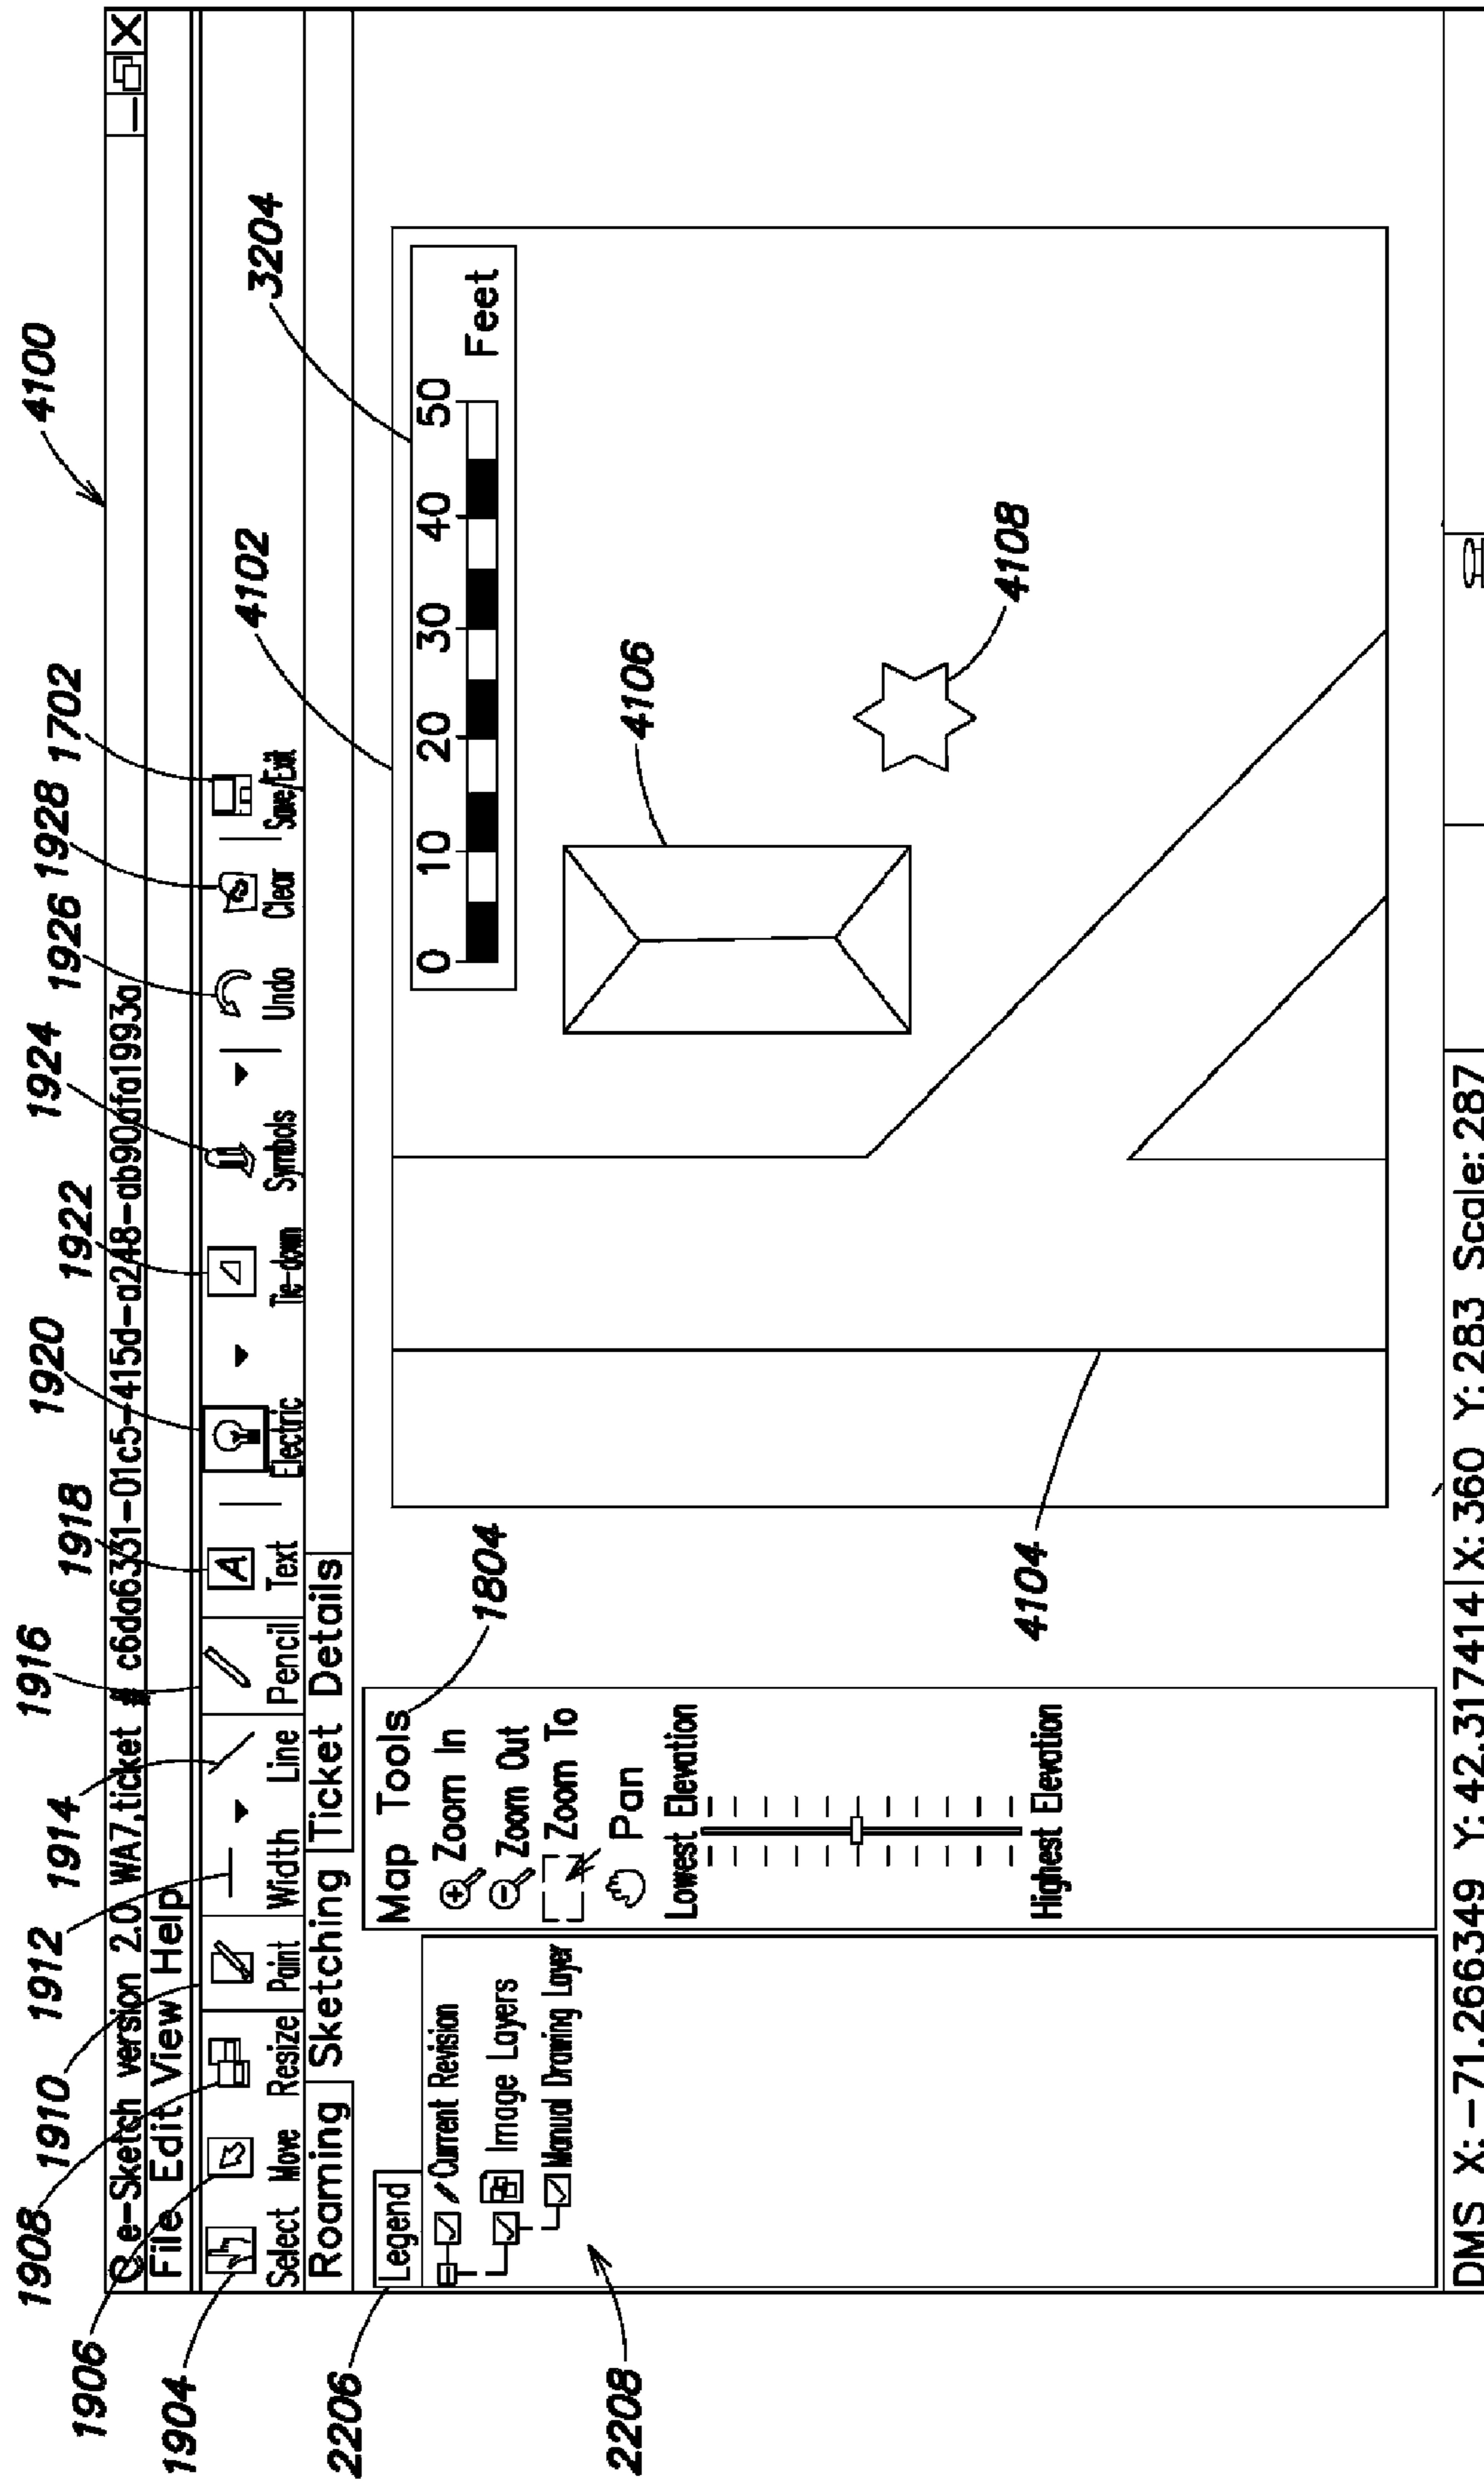 4100
1906 1908 1910 1912 1914 1916 1918 1920 1922 1924 1926 1928 1702
e-Sketch version 2.0 WA7,ticket # c6da6331-01c5-415d-a248-ab90dfa1993a
File Edit View Help
1904
Select Move Resize Paint Width Line Pencil Text Electric Tie-down Symbols Undo Clear Save/Exit
Roaming Sketching Ticket Details
2206
Legend
Current Revision
Image Layers
Manual Drawing Layer
2208
Map Tools
1804
Zoom In
Zoom Out
Zoom To
Pan
Lowest Elevation
Highest Elevation
4102
3204
0 10 20 30 40 50
Feet
4106
4108
4104
DMS X:-71.266349 Y:42.317414 X:360 Y:283 Scale:287